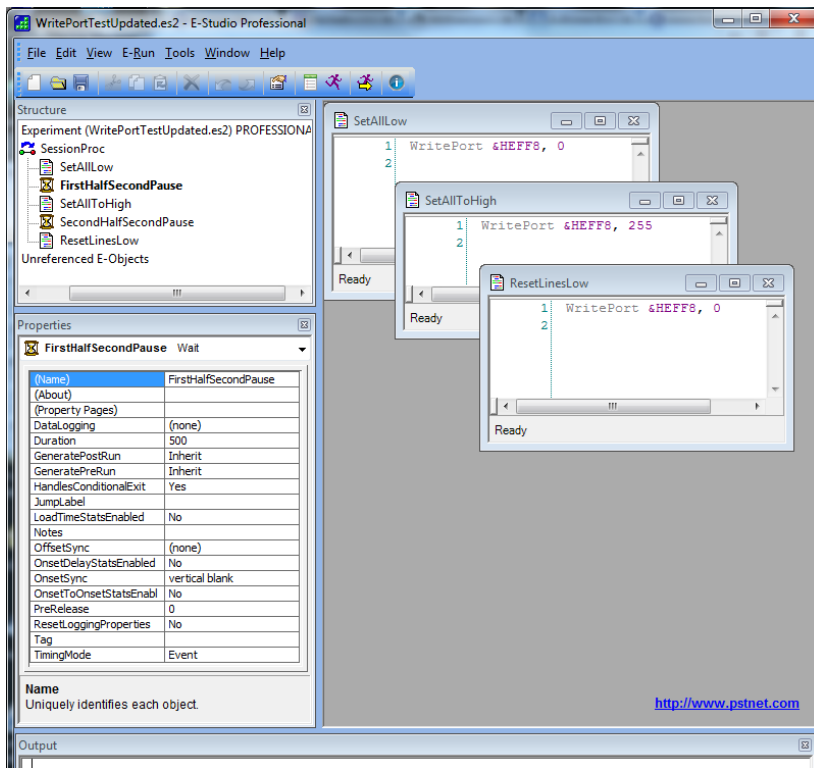 WritePortTestUpdated.es2 - E-Studio Professional
File Edit View E-Run Tools Window Help
Structure
Experiment (WritePortTestUpdated.es2) PROFESSIONA
SessionProc
SetAllLow
FirstHalfSecondPause
SetAllToHigh
SecondHalfSecondPause
ResetLinesLow
Unreferenced E-Objects
SetAllLow
1 WritePort &HEFF8, 0
2
Ready
SetAllToHigh
1 WritePort &HEFF8, 255
2
Ready
ResetLinesLow
1 WritePort &HEFF8, 0
2
Ready
Properties
FirstHalfSecondPause Wait
(Name) FirstHalfSecondPause
(About)
(Property Pages)
DataLogging (none)
Duration 500
GeneratePostRun Inherit
GeneratePreRun Inherit
HandlesConditionalExit Yes
JumpLabel
LoadTimeStatsEnabled No
Notes
OffsetSync (none)
OnsetDelayStatsEnabled No
OnsetSync vertical blank
OnsetToOnsetStatsEnabl No
PreRelease 0
ResetLoggingProperties No
Tag
TimingMode Event
Name
Uniquely identifies each object.
http://www.pstnet.com
Output